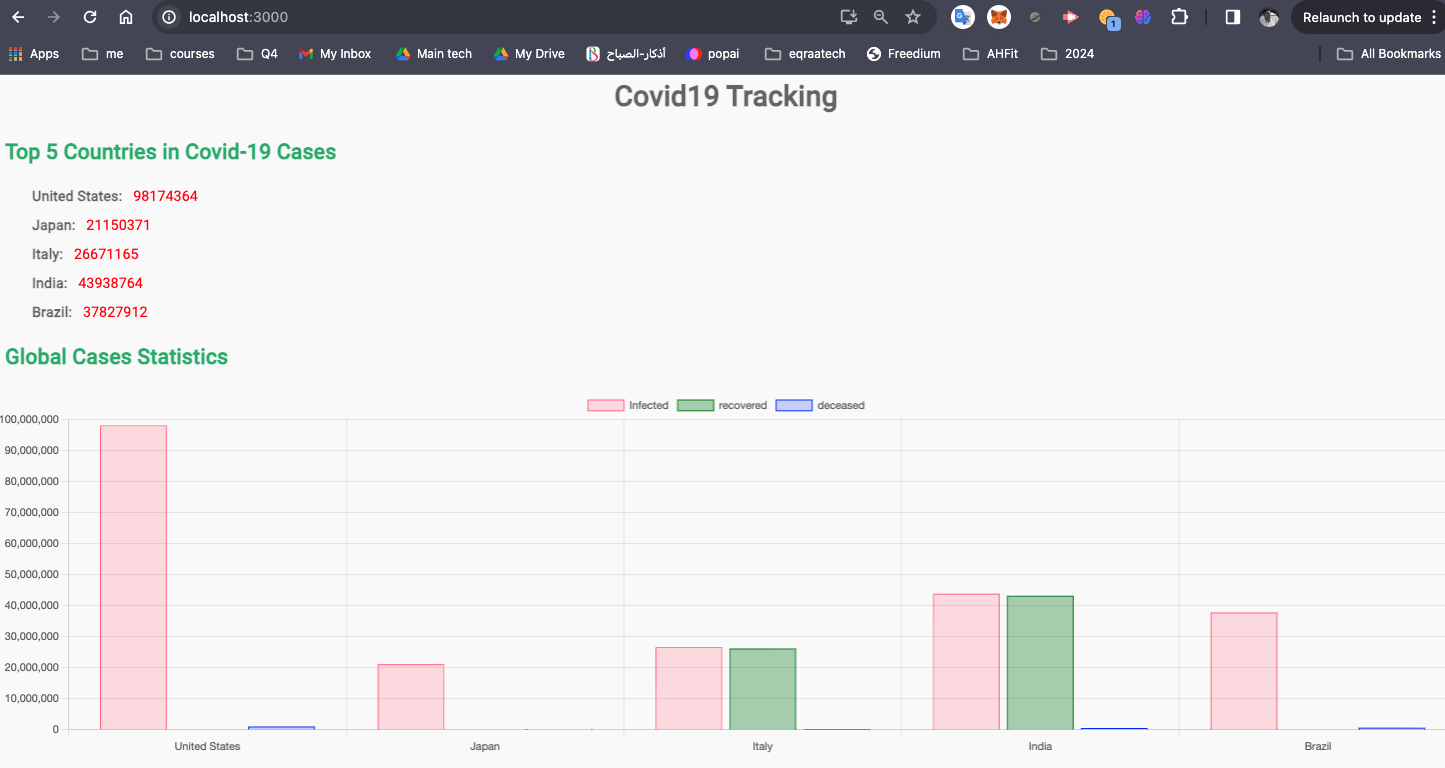 localhost:3000
1
Relaunch to update
Apps
me
courses
Q4
My Inbox
Main tech
My Drive
أذكار-الصباح
popai
eqraatech
Freedium
AHFit
2024
All Bookmarks
Covid19 Tracking
Top 5 Countries in Covid-19 Cases
United States: 98174364
Japan: 21150371
Italy: 26671165
India: 43938764
Brazil: 37827912
Global Cases Statistics
Infected recovered deceased
100,000,000
90,000,000
80,000,000
70,000,000
60,000,000
50,000,000
40,000,000
30,000,000
20,000,000
10,000,000
0
United States Japan Italy India Brazil